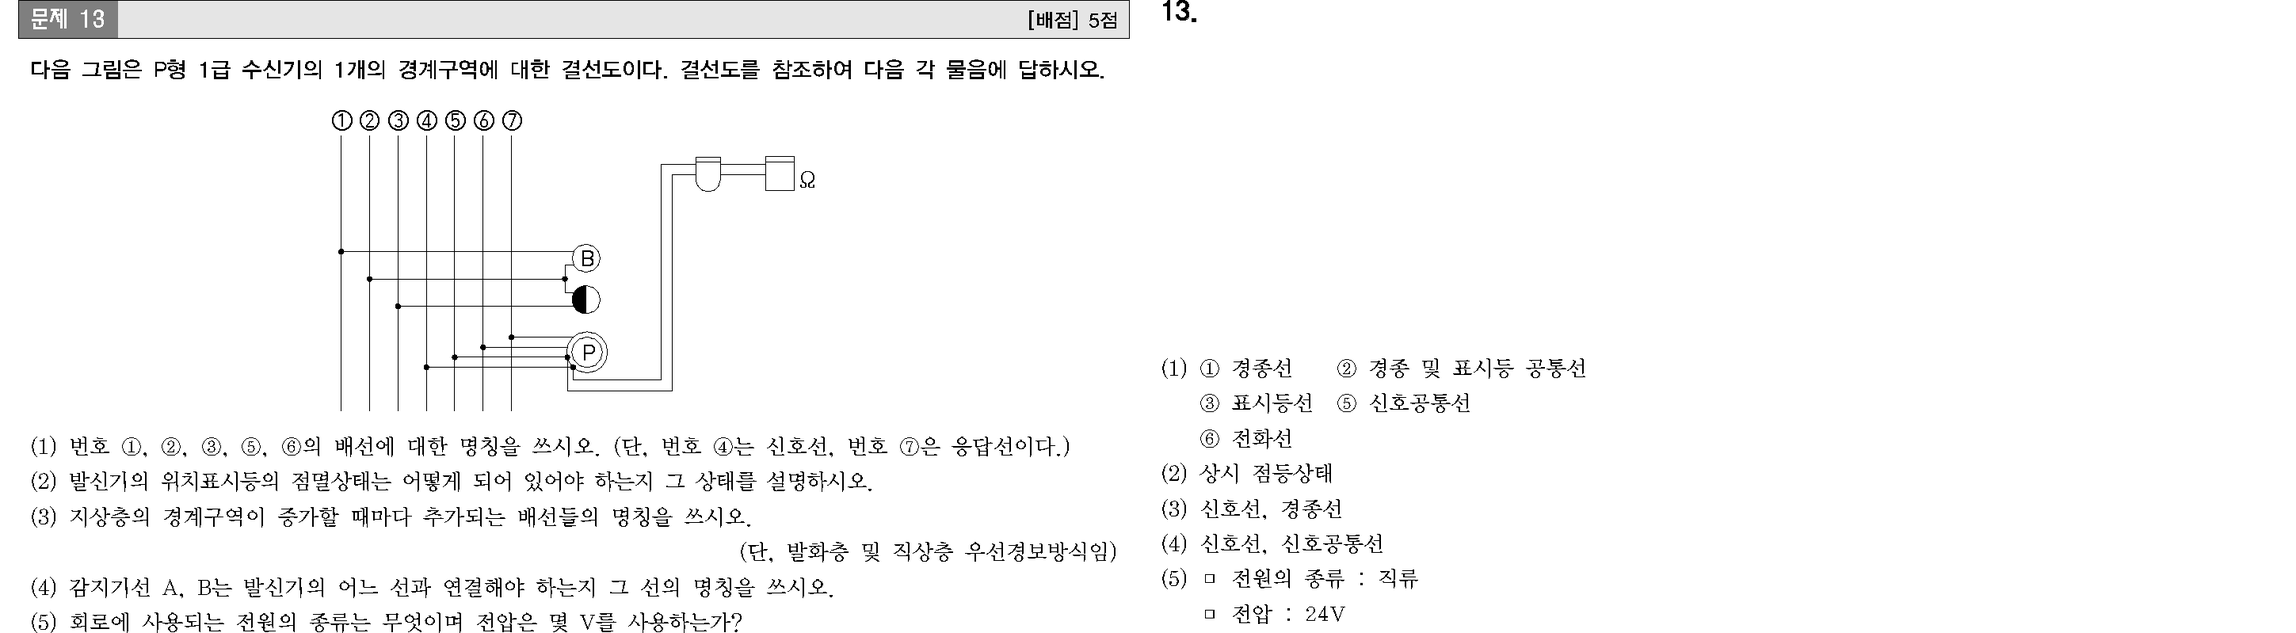 문제 13
[배점] 5점
다음 그림은 P형 1급 수신기의 1개의 경계구역에 대한 결선도이다. 결선도를 참조하여 다음 각 물음에 답하시오.
① ② ③ ④ ⑤ ⑥ ⑦
Ω
B
P
(1) 번호 ①, ②, ③, ⑤, ⑥의 배선에 대한 명칭을 쓰시오. (단, 번호 ④는 신호선, 번호 ⑦은 응답선이다.)
(2) 발신기의 위치표시등의 점멸상태는 어떻게 되어 있어야 하는지 그 상태를 설명하시오.
(3) 지상층의 경계구역이 증가할 때마다 추가되는 배선들의 명칭을 쓰시오.
(단, 발화층 및 직상층 우선경보방식임)
(4) 감지기선 A, B는 발신기의 어느 선과 연결해야 하는지 그 선의 명칭을 쓰시오.
(5) 회로에 사용되는 전원의 종류는 무엇이며 전압은 몇 V를 사용하는가?
13.
(1) ① 경종선 ② 경종 및 표시등 공통선
③ 표시등선 ⑤ 신호공통선
⑥ 전화선
(2) 상시 점등상태
(3) 신호선, 경종선
(4) 신호선, 신호공통선
(5) ㅁ 전원의 종류 : 직류
ㅁ 전압 : 24V